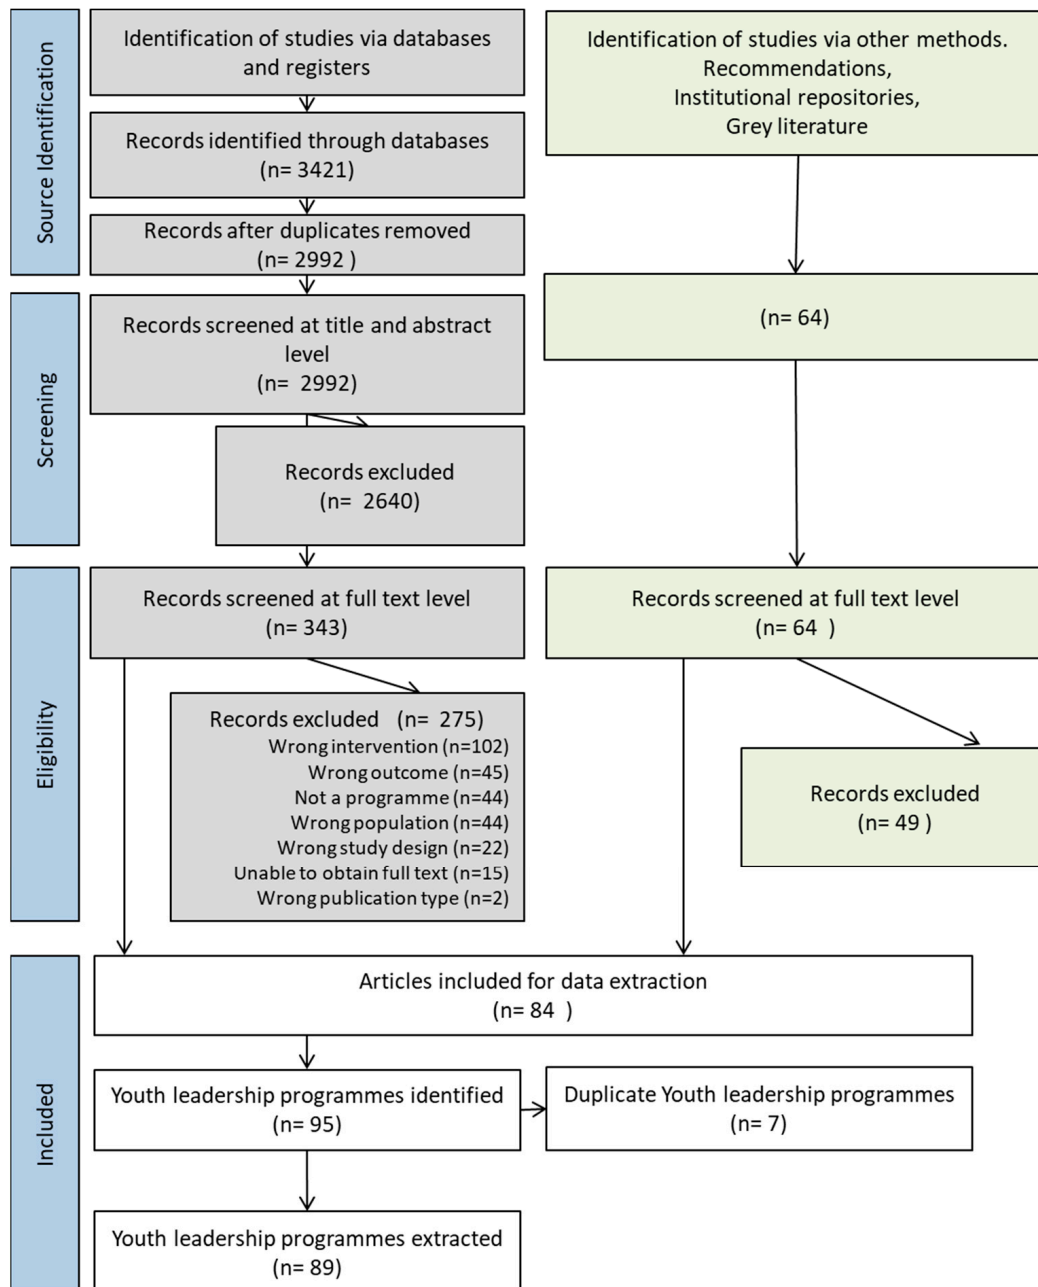 Source Identification
Identification of studies via databases
and registers
Records identified through databases
(n= 3421)
Records after duplicates removed
(n= 2992 )
Identification of studies via other methods.
Recommendations,
Institutional repositories,
Grey literature
Screening
Records screened at title and abstract
level
(n=  2992)
Records excluded
(n=  2640)
(n= 64)
Eligibility
Records screened at full text level
(n= 343)
Records excluded   (n=  275)
Wrong intervention (n=102)
Wrong outcome (n=45)
Not a programme (n=44)
Wrong population (n=44)
Wrong study design (n=22)
Unable to obtain full text (n=15)
Wrong publication type (n=2)
Records screened at full text level
(n= 64  )
Records excluded
(n= 49 )
Included
Articles included for data extraction
(n= 84  )
Youth leadership programmes identified
(n= 95)
Duplicate Youth leadership programmes
(n= 7)
Youth leadership programmes extracted
(n= 89)